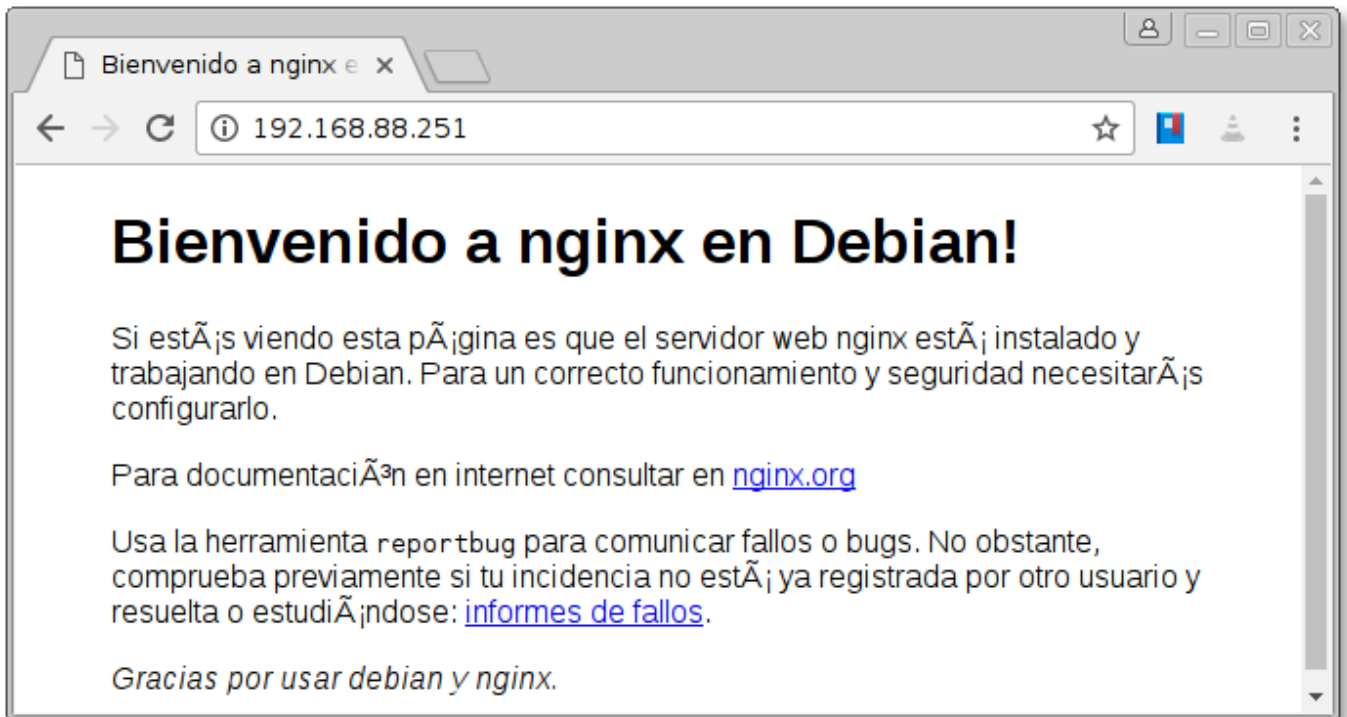 Bienvenido a nginx e
192.168.88.251
Bienvenido a nginx en Debian!
Si estÃ¡s viendo esta pÃ¡gina es que el servidor web nginx estÃ¡ instalado y
trabajando en Debian. Para un correcto funcionamiento y seguridad necesitarÃ¡s
configurarlo.
Para documentaciÃ³n en internet consultar en nginx.org
Usa la herramienta reportbug para comunicar fallos o bugs. No obstante,
comprueba previamente si tu incidencia no estÃ¡ ya registrada por otro usuario y
resuelta o estudiÃ¡ndose: informes de fallos.
Gracias por usar debian y nginx.